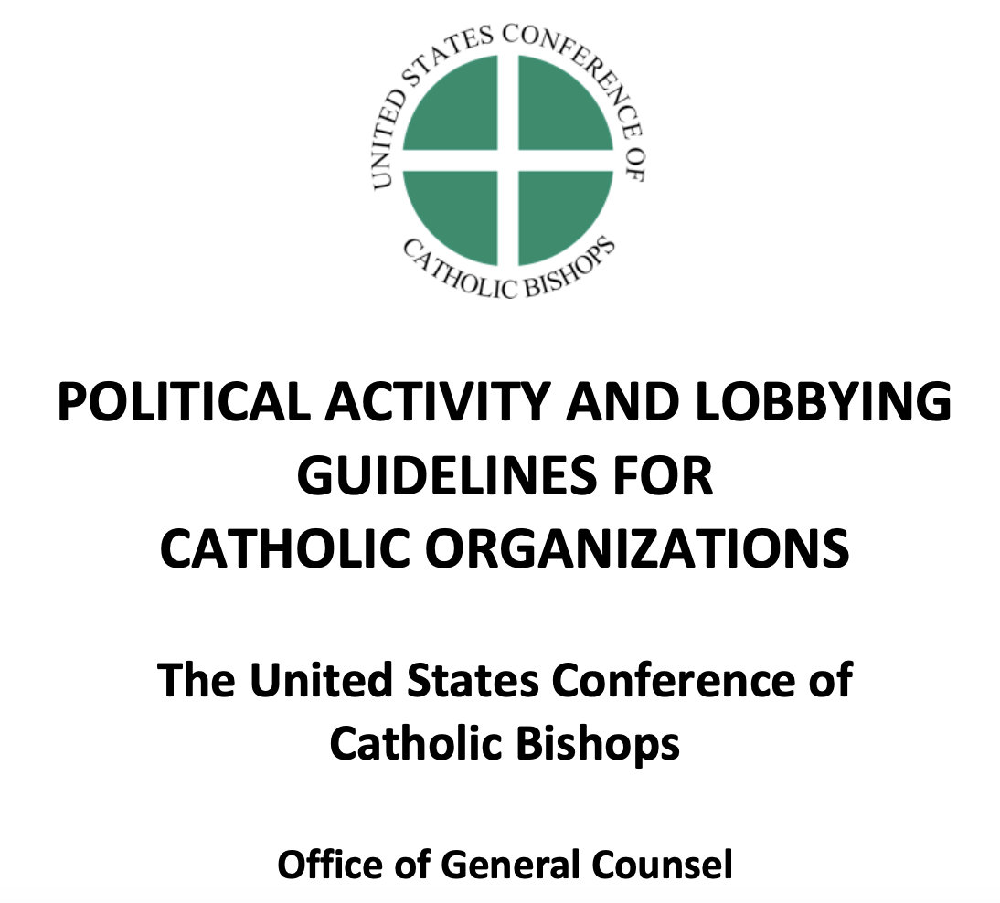 UNITED STATES CONFERENCE OF
CATHOLIC BISHOPS
POLITICAL ACTIVITY AND LOBBYING
GUIDELINES FOR
CATHOLIC ORGANIZATIONS
The United States Conference of
Catholic Bishops
Office of General Counsel